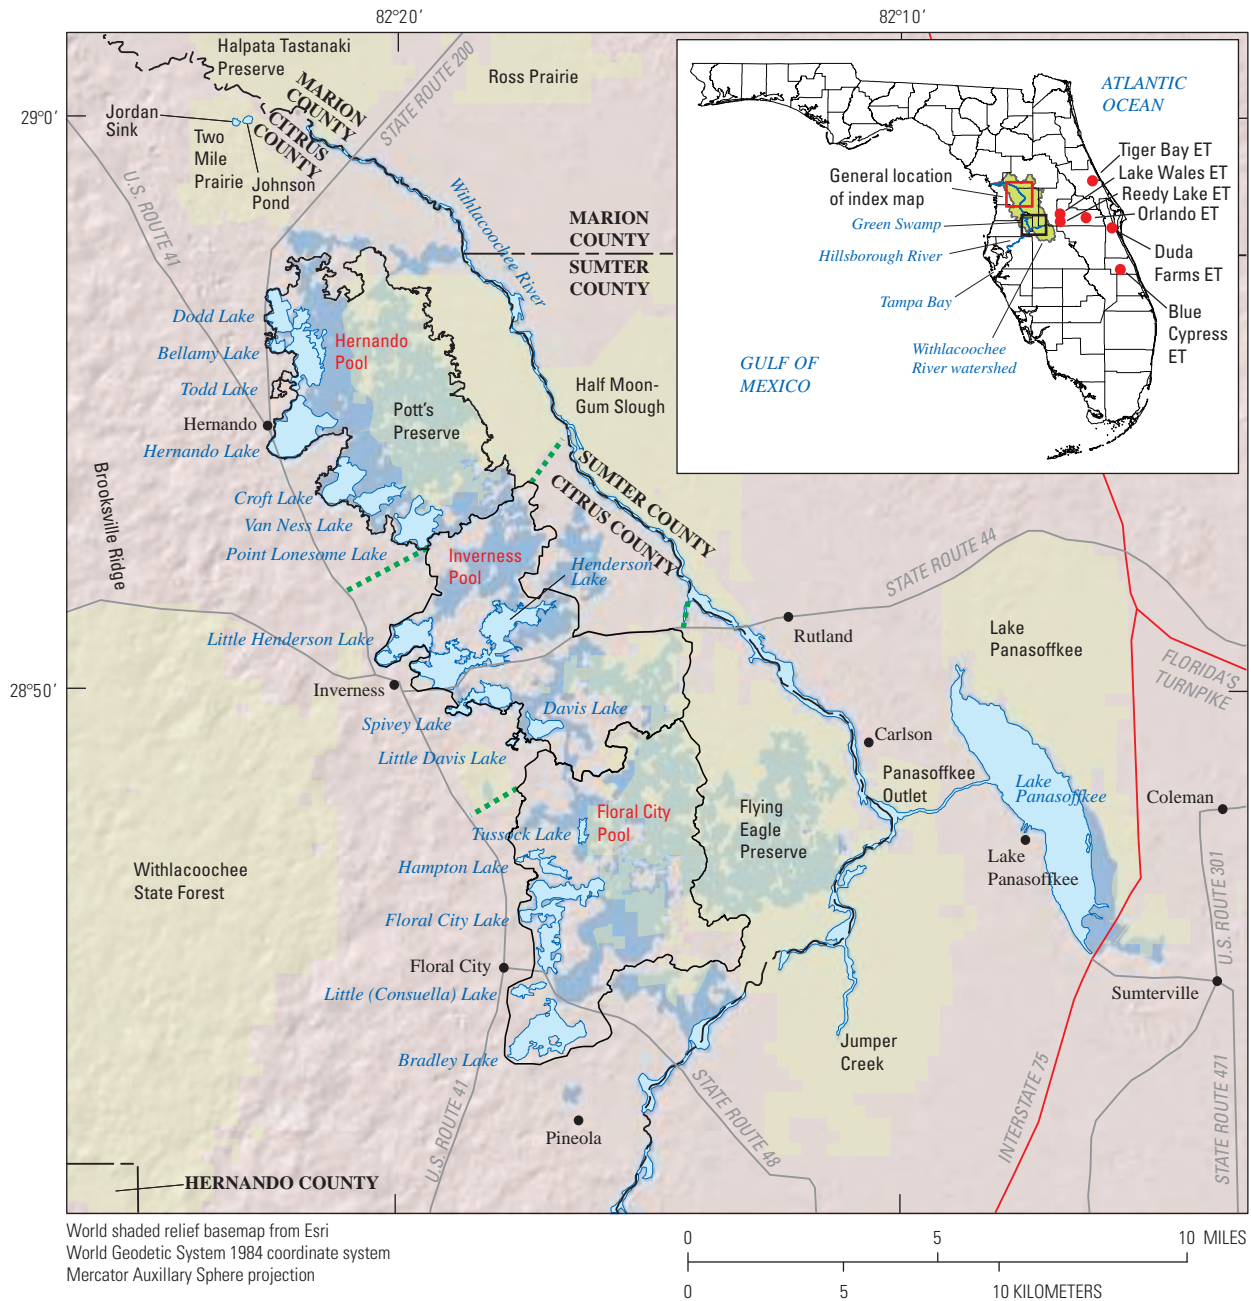 82°20′
82°10′
29°0′
28°50′
Halpata Tastanaki
Preserve
Ross Prairie
STATE ROUTE 200
MARION
COUNTY
CITRUS
COUNTY
Jordan
Sink
Two
Mile
Prairie
Johnson
Pond
U.S. ROUTE 41
Withlacoochee River
MARION
COUNTY
SUMTER
COUNTY
Dodd Lake
Bellamy Lake
Todd Lake
Hernando
Hernando Lake
Hernando
Pool
Pott's
Preserve
Half Moon-
Gum Slough
Croft Lake
Van Ness Lake
Point Lonesome Lake
Brooksville Ridge
SUMTER COUNTY
CITRUS COUNTY
Inverness
Pool
Henderson
Lake
STATE ROUTE 44
Little Henderson Lake
Rutland
Lake
Panasoffkee
FLORIDA'S
TURNPIKE
Inverness
Spivey Lake
Davis Lake
Little Davis Lake
Carlson
Panasoffkee
Outlet
Lake
Panasoffkee
Coleman
Tussock Lake
Floral City
Pool
Flying
Eagle
Preserve
Lake
Panasoffkee
Hampton Lake
Withlacoochee
State Forest
Floral City Lake
U.S. ROUTE 301
Floral City
Little (Consuella) Lake
Sumterville
Bradley Lake
Jumper
Creek
U.S. ROUTE 41
STATE ROUTE 48
INTERSTATE 75
STATE ROUTE 471
Pineola
HERNANDO COUNTY
ATLANTIC
OCEAN
Tiger Bay ET
Lake Wales ET
Reedy Lake ET
Orlando ET
Duda
Farms ET
Blue
Cypress
ET
General location
of index map
Green Swamp
Hillsborough River
Tampa Bay
Withlacoochee
River watershed
GULF OF
MEXICO
World shaded relief basemap from Esri
World Geodetic System 1984 coordinate system
Mercator Auxillary Sphere projection
0 5 10 MILES
0 5 10 KILOMETERS